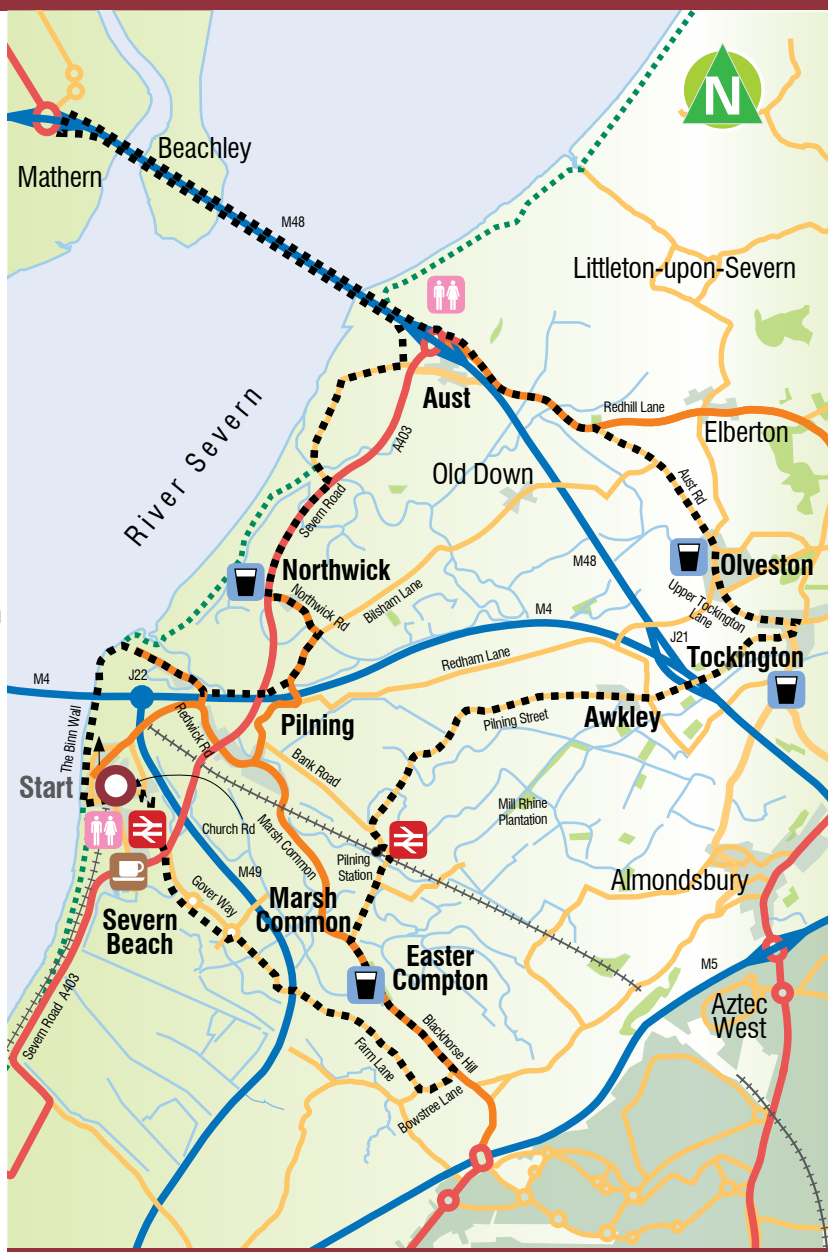 N
Beachley
Mathern
M48
Littleton-upon-Severn
River Severn
Aust
A403
Redhill Lane
Elberton
Old Down
Aust Rd
Severn Road
M48
Olveston
Northwick
Northwick Rd
Bilsham Lane
Upper Tockington
Lane
M4
J21
Redham Lane
Tockington
M4
J22
The Binn Wall
Redwick Rd
Pilning
Pilning Street
Awkley
Bank Road
Start
Mill Rhine
Plantation
Church Rd
Marsh Common
Pilning
Station
M49
Almondsbury
Gover Way
Marsh
Common
Severn
Beach
Easter
Compton
M5
Aztec
West
Severn Road A403
Blackhorse Hill
Farm Lane
Bowstree Lane